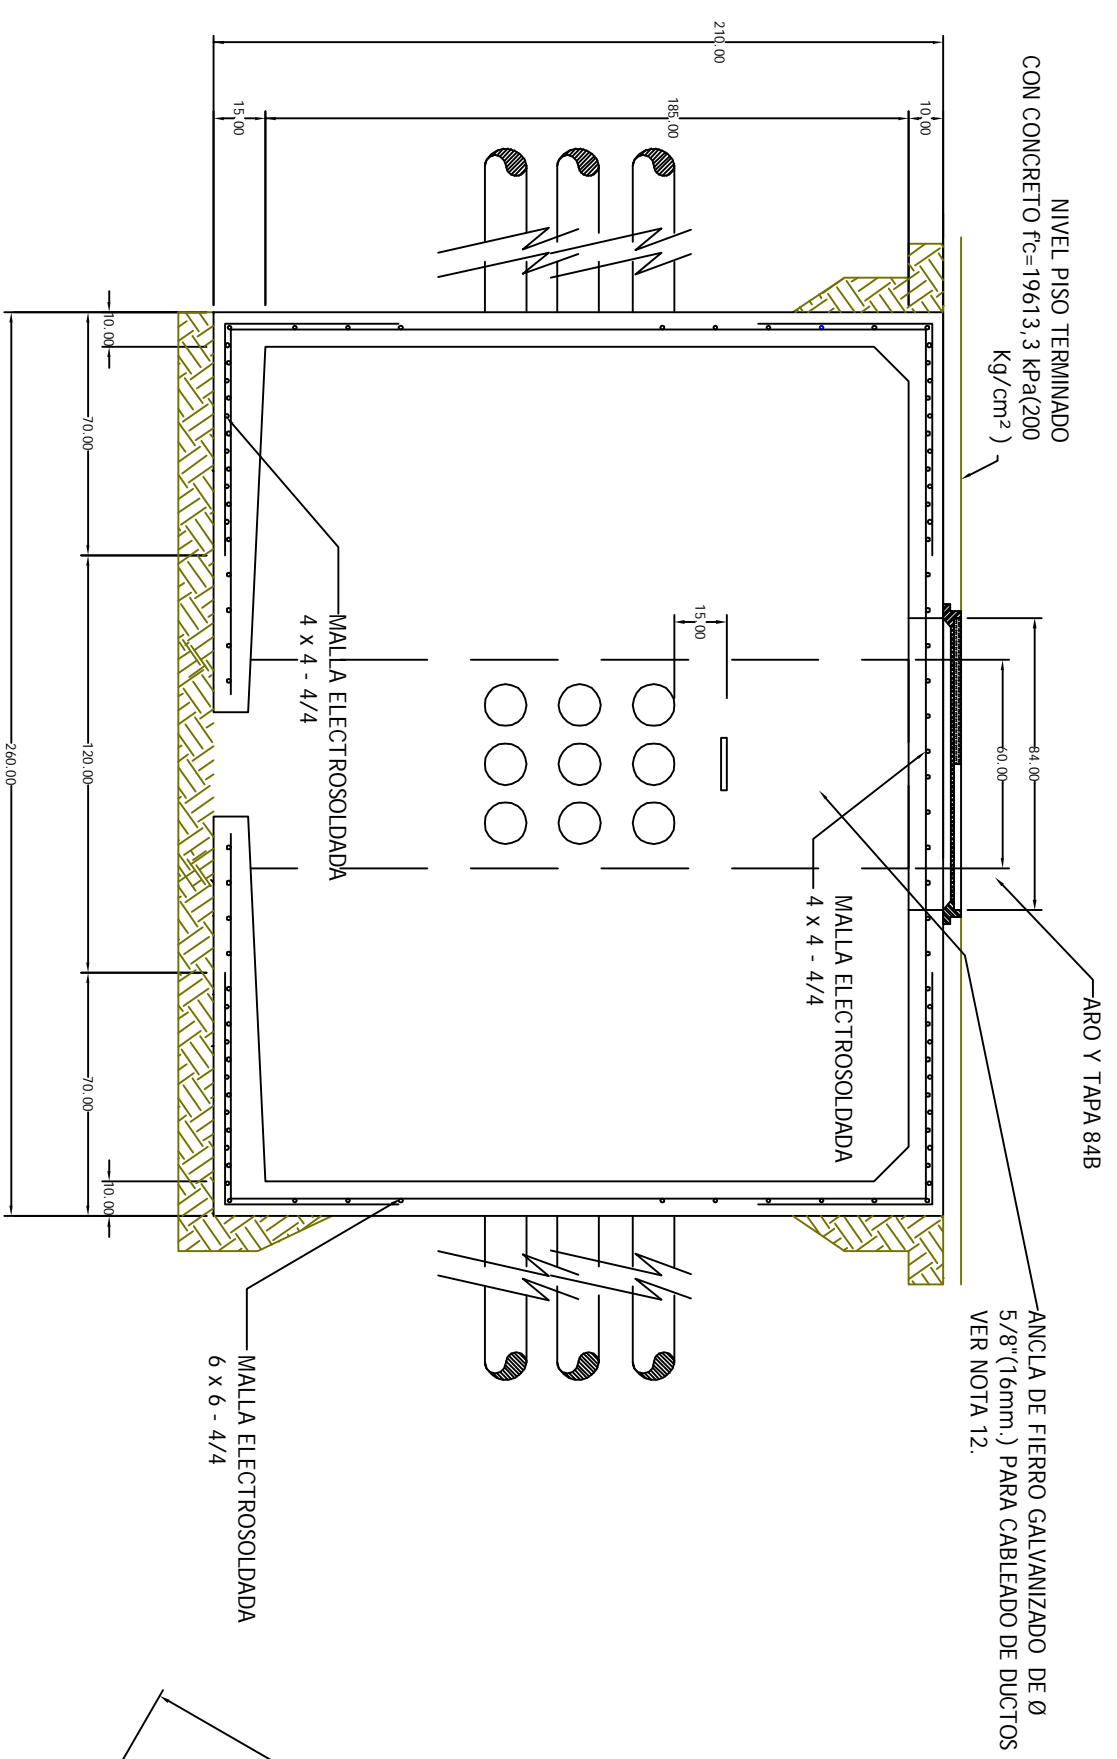 NIVEL PISO TERMINADO
CON CONCRETO f'c=19613,3 kPa(200
Kg/cm² )
ARO Y TAPA 84B
ANCLA DE FIERRO GALVANIZADO DE Ø
5/8"(16mm.) PARA CABLEADO DE DUCTOS
VER NOTA 12.
84.00
60.00
10.00
185.00
210.00
15.00
15.00
MALLA ELECTROSOLDADA
4 x 4 - 4/4
MALLA ELECTROSOLDADA
4 x 4 - 4/4
MALLA ELECTROSOLDADA
6 x 6 - 4/4
10.00
70.00
120.00
70.00
10.00
260.00